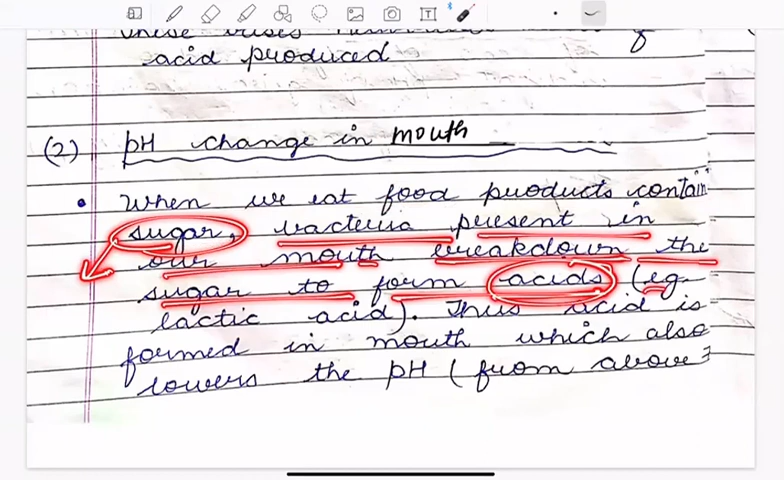 acid produced
(2) pH change in mouth
• When we eat food products contain
sugar, bacteria present in
our mouth breakdown the
sugar to form acids (eg-
lactic acid). Thus acid is
formed in mouth which also
lowers the pH (from above